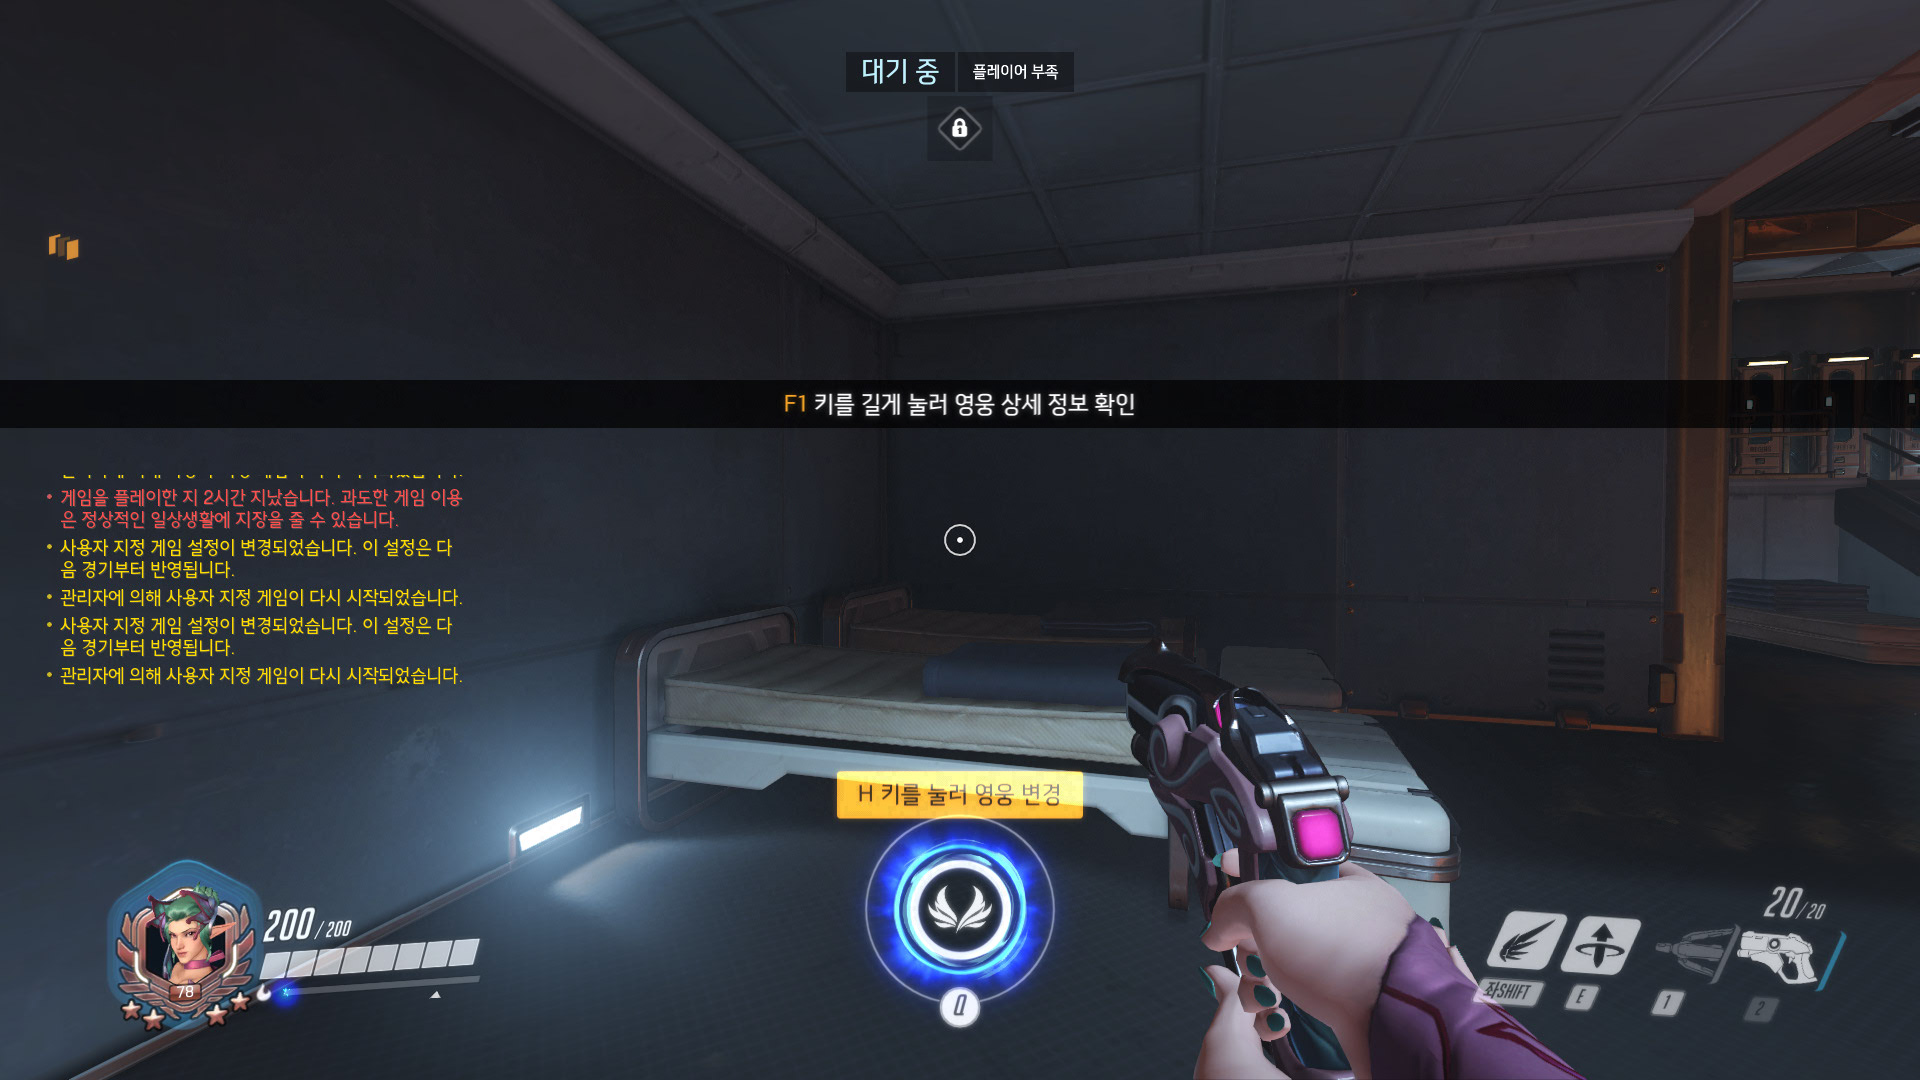 대기 중 플레이어 부족
F1 키를 길게 눌러 영웅 상세 정보 확인
• 게임을 플레이한 지 2시간 지났습니다. 과도한 게임 이용
은 정상적인 일상생활에 지장을 줄 수 있습니다.
• 사용자 지정 게임 설정이 변경되었습니다. 이 설정은 다
음 경기부터 반영됩니다.
• 관리자에 의해 사용자 지정 게임이 다시 시작되었습니다.
• 사용자 지정 게임 설정이 변경되었습니다. 이 설정은 다
음 경기부터 반영됩니다.
• 관리자에 의해 사용자 지정 게임이 다시 시작되었습니다.
H 키를 눌러 영웅 변경
200/200
78
Q
20/20
좌SHIFT E 1 2